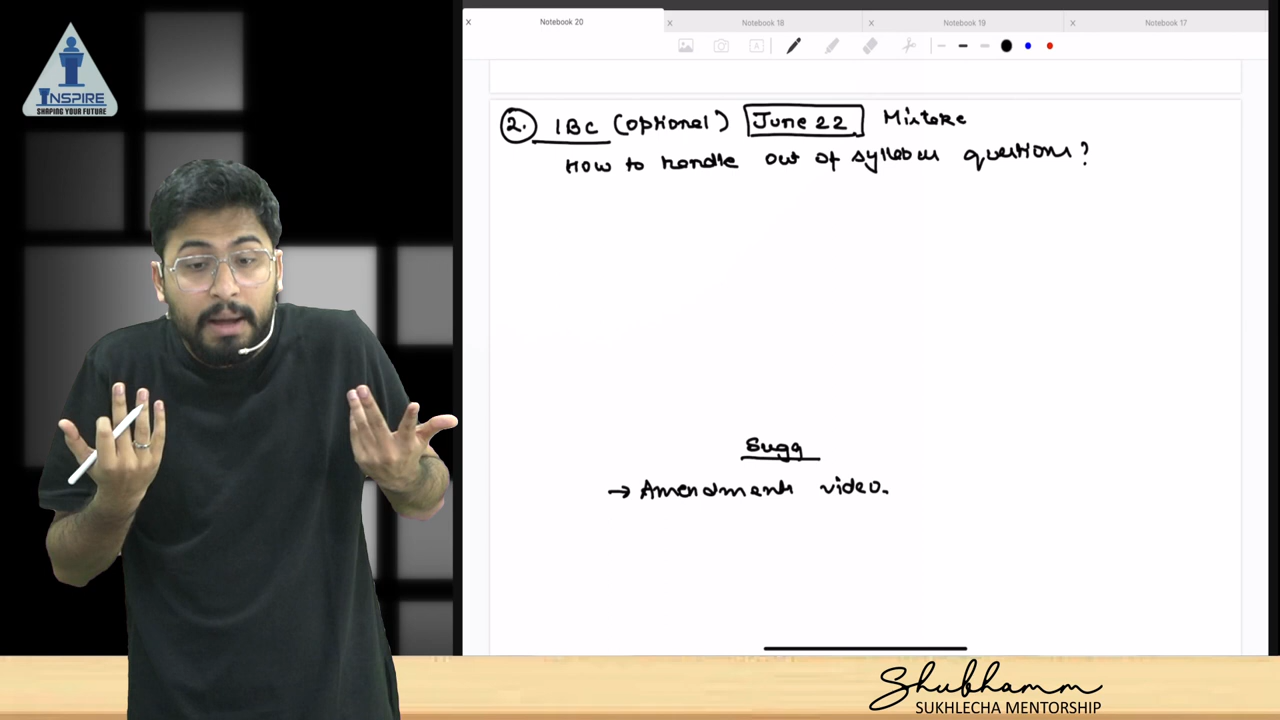 INSPIRE
SHAPING YOUR FUTURE
x Notebook 20 x Notebook 18 x Notebook 19 x Notebook 17
A
2. IBC (optional) June 22 Mistake
How to handle out of syllabus questions?
Sugg
→ Amendments video.
Shubhamm
SUKHLECHA MENTORSHIP